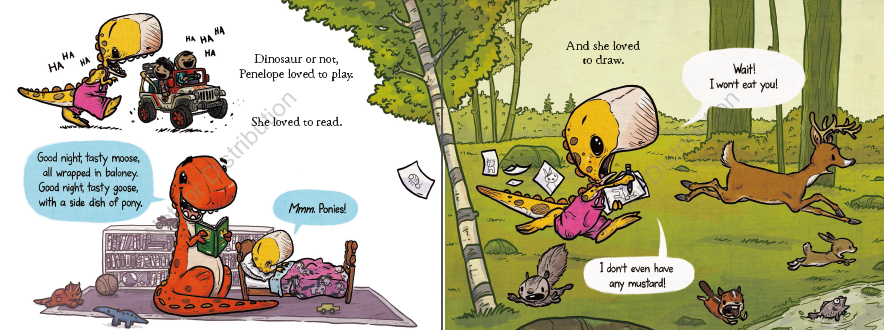 HA
HA
HA
HA
HA
HA
HA
Dinosaur or not,
Penelope loved to play.
She loved to read.
Good night, tasty moose,
all wrapped in baloney.
Good night, tasty goose,
with a side dish of pony.
Mmm. Ponies!
And she loved
to draw.
Wait!
I won't eat you!
I don't even have
any mustard!
distribution